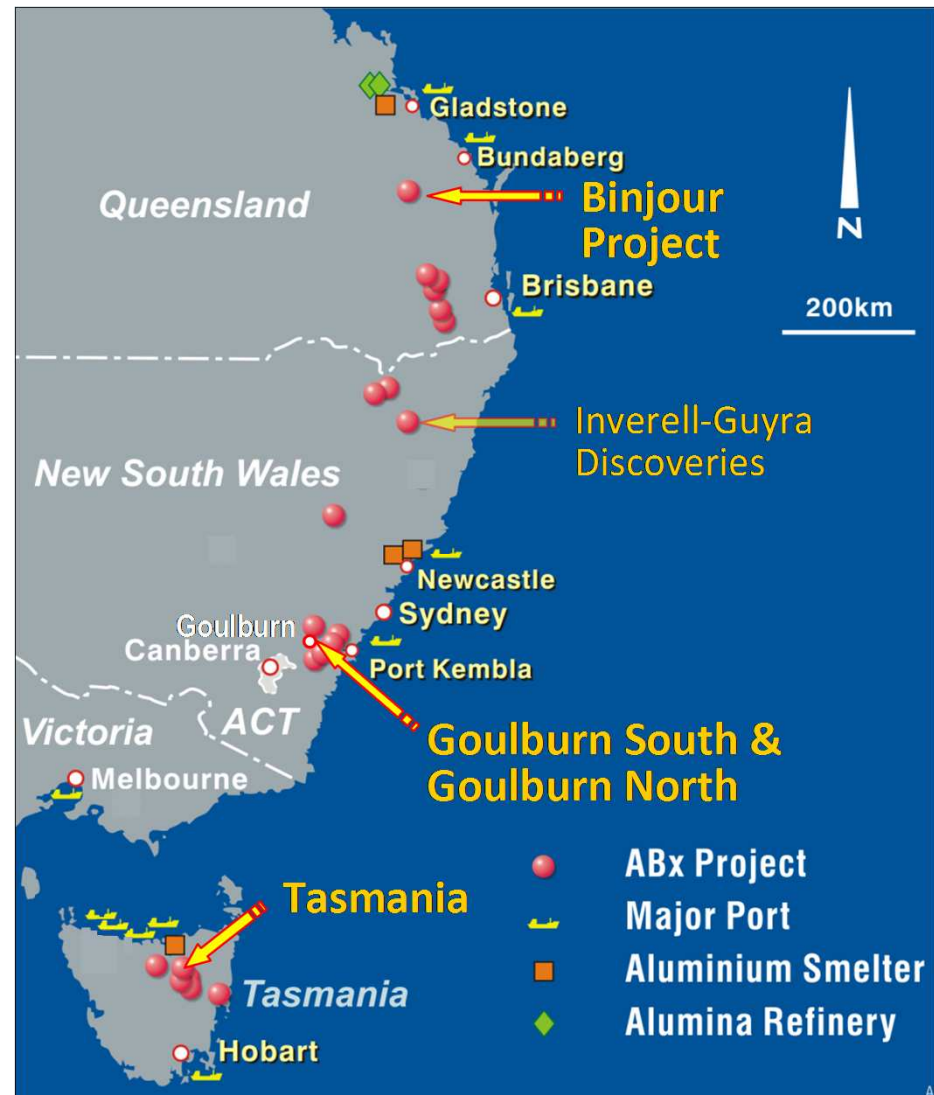 Gladstone
Bundaberg
Queensland
Binjour
Project
N
Brisbane
200km
Inverell-Guyra
Discoveries
New South Wales
Newcastle
Sydney
Goulburn
Canberra
Port Kembla
Victoria
ACT
Goulburn South &
Goulburn North
Melbourne
ABx Project
Tasmania
Major Port
Aluminium Smelter
Tasmania
Alumina Refinery
Hobart
A